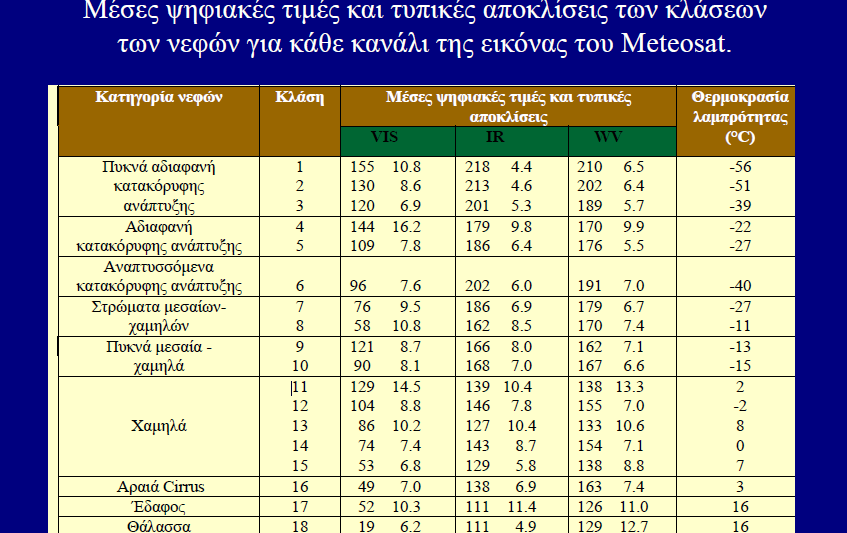 Μέσες ψηφιακές τιμές και τυπικές αποκλίσεις των κλάσεων
των νεφών για κάθε κανάλι της εικόνας του Meteosat.
Κατηγορία νεφών Κλάση Μέσες ψηφιακές τιμές και τυπικές Θερμοκρασία
αποκλίσεις λαμπρότητας
VIS IR WV (°C)
Πυκνά αδιαφανή 1 155 10.8 218 4.4 210 6.5 -56
κατακόρυφης 2 130 8.6 213 4.6 202 6.4 -51
ανάπτυξης 3 120 6.9 201 5.3 189 5.7 -39
Αδιαφανή 4 144 16.2 179 9.8 170 9.9 -22
κατακόρυφης ανάπτυξης 5 109 7.8 186 6.4 176 5.5 -27
Αναπτυσσόμενα
κατακόρυφης ανάπτυξης 6 96 7.6 202 6.0 191 7.0 -40
Στρώματα μεσαίων- 7 76 9.5 186 6.9 179 6.7 -27
χαμηλών 8 58 10.8 162 8.5 170 7.4 -11
Πυκνά μεσαία - 9 121 8.7 166 8.0 162 7.1 -13
χαμηλά 10 90 8.1 168 7.0 167 6.6 -15
11 129 14.5 139 10.4 138 13.3 2
12 104 8.8 146 7.8 155 7.0 -2
Χαμηλά 13 86 10.2 127 10.4 133 10.6 8
14 74 7.4 143 8.7 154 7.1 0
15 53 6.8 129 5.8 138 8.8 7
Αραιά Cirrus 16 49 7.0 138 6.9 163 7.4 3
Έδαφος 17 52 10.3 111 11.4 126 11.0 16
Θάλασσα 18 19 6.2 111 4.9 129 12.7 16